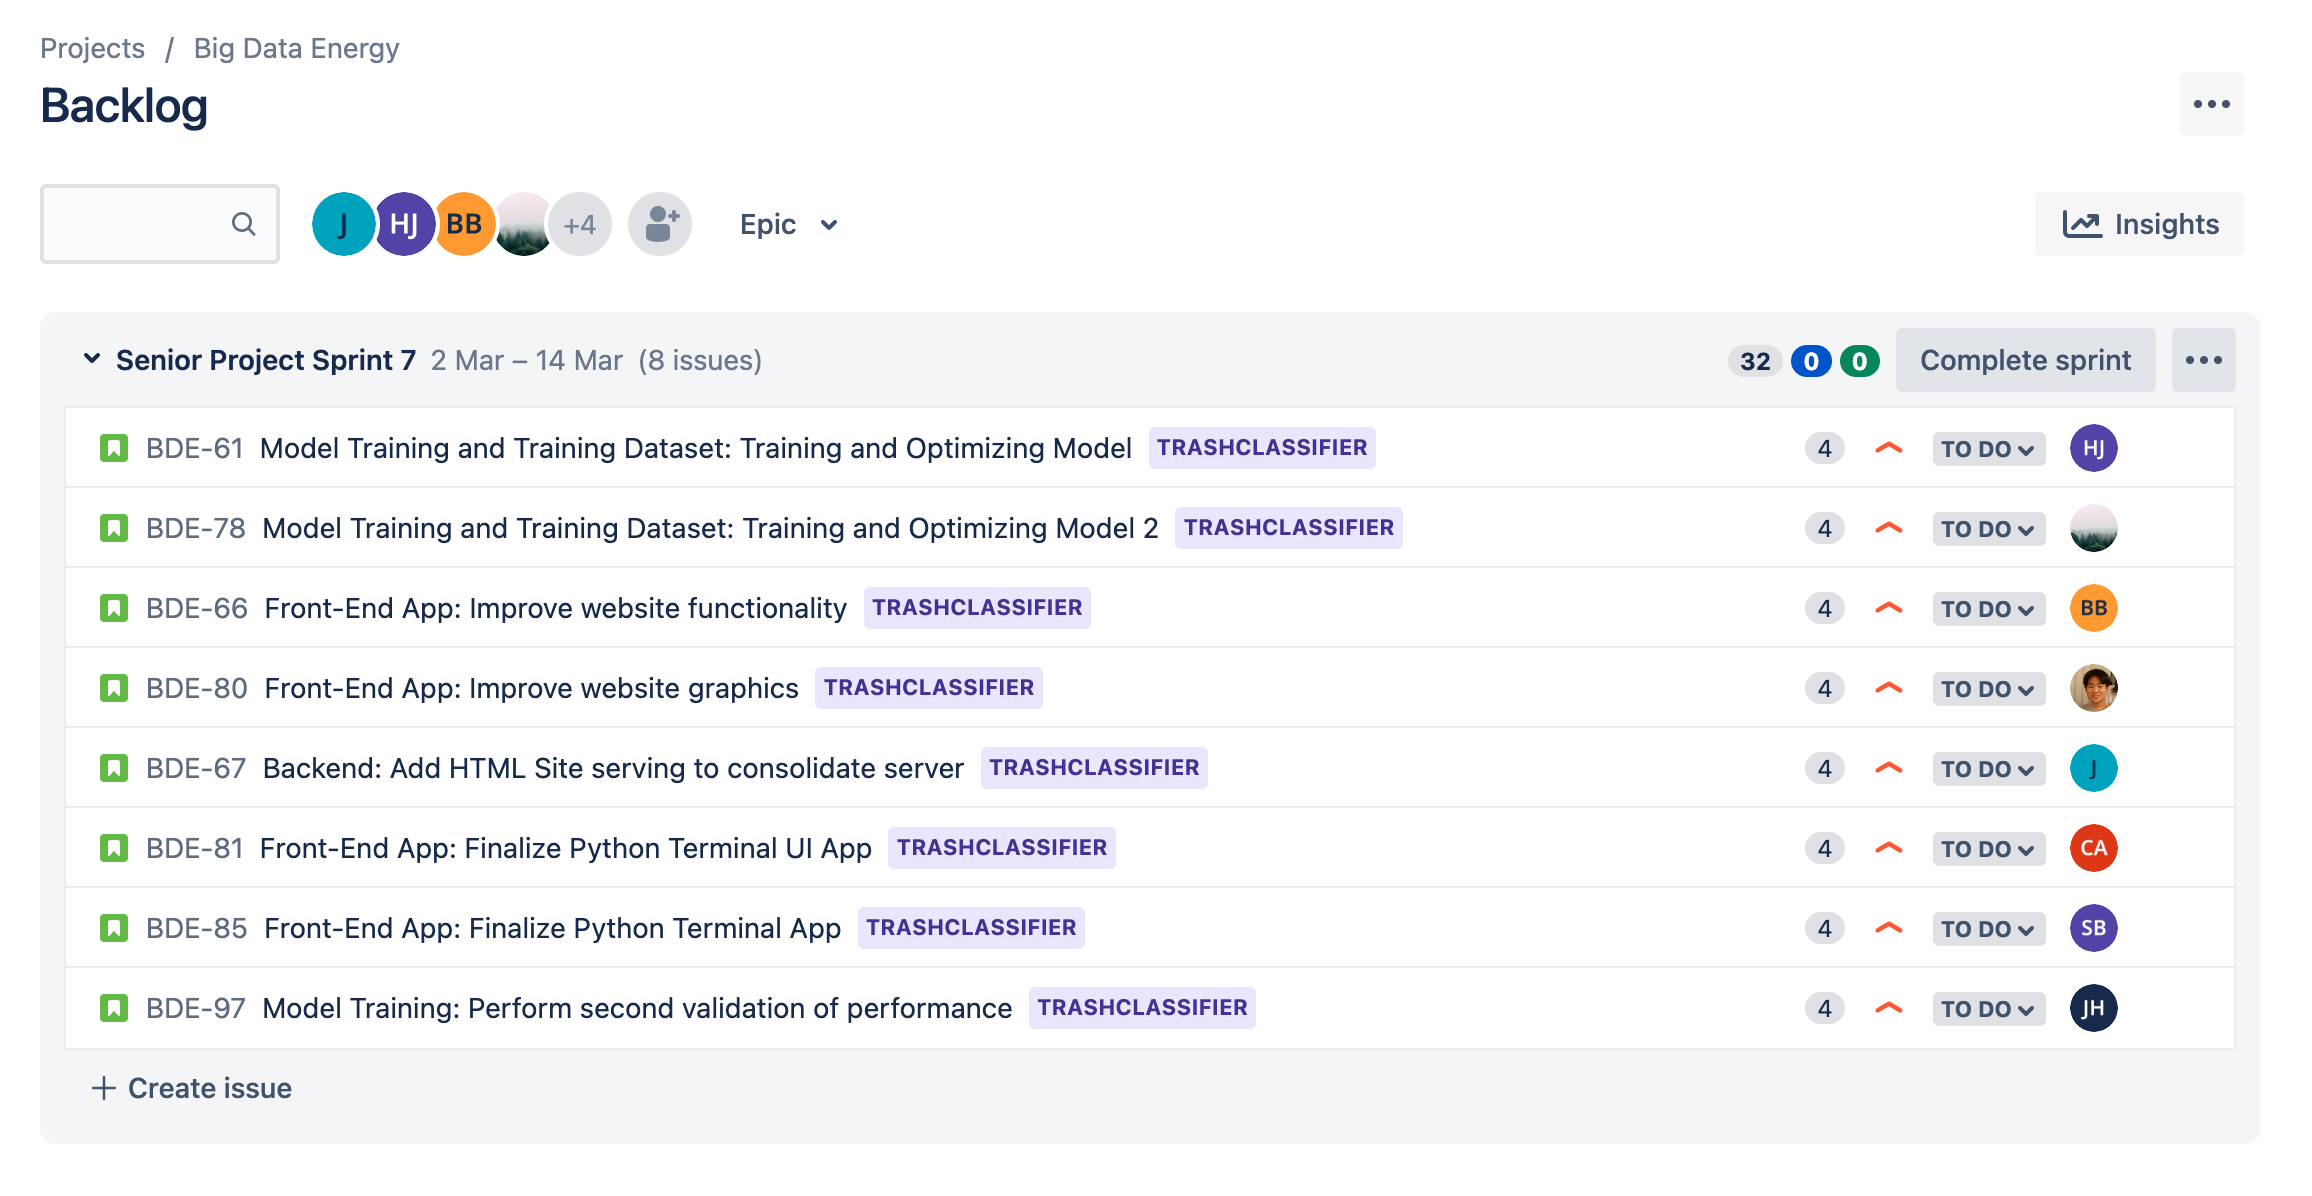 Projects / Big Data Energy
Backlog
J HJ BB +4 Epic Insights
Senior Project Sprint 7 2 Mar – 14 Mar (8 issues) 32 0 0 Complete sprint
BDE-61 Model Training and Training Dataset: Training and Optimizing Model TRASHCLASSIFIER 4 TO DO HJ
BDE-78 Model Training and Training Dataset: Training and Optimizing Model 2 TRASHCLASSIFIER 4 TO DO
BDE-66 Front-End App: Improve website functionality TRASHCLASSIFIER 4 TO DO BB
BDE-80 Front-End App: Improve website graphics TRASHCLASSIFIER 4 TO DO
BDE-67 Backend: Add HTML Site serving to consolidate server TRASHCLASSIFIER 4 TO DO J
BDE-81 Front-End App: Finalize Python Terminal UI App TRASHCLASSIFIER 4 TO DO CA
BDE-85 Front-End App: Finalize Python Terminal App TRASHCLASSIFIER 4 TO DO SB
BDE-97 Model Training: Perform second validation of performance TRASHCLASSIFIER 4 TO DO JH
+ Create issue